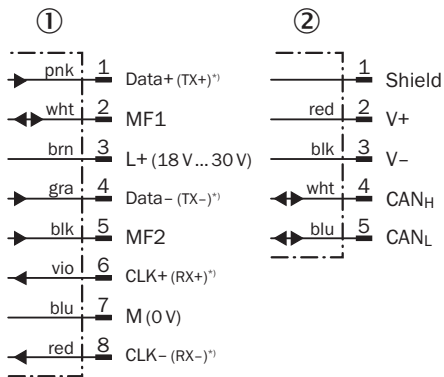 ①
pnk 1 Data+ (TX+)*)
wht 2 MF1
brn 3 L+ (18 V ... 30 V)
gra 4 Data– (TX–)*)
blk 5 MF2
vio 6 CLK+ (RX+)*)
blu 7 M (0 V)
red 8 CLK– (RX–)*)
②
1 Shield
red 2 V+
blk 3 V–
wht 4 CANH
blu 5 CANL